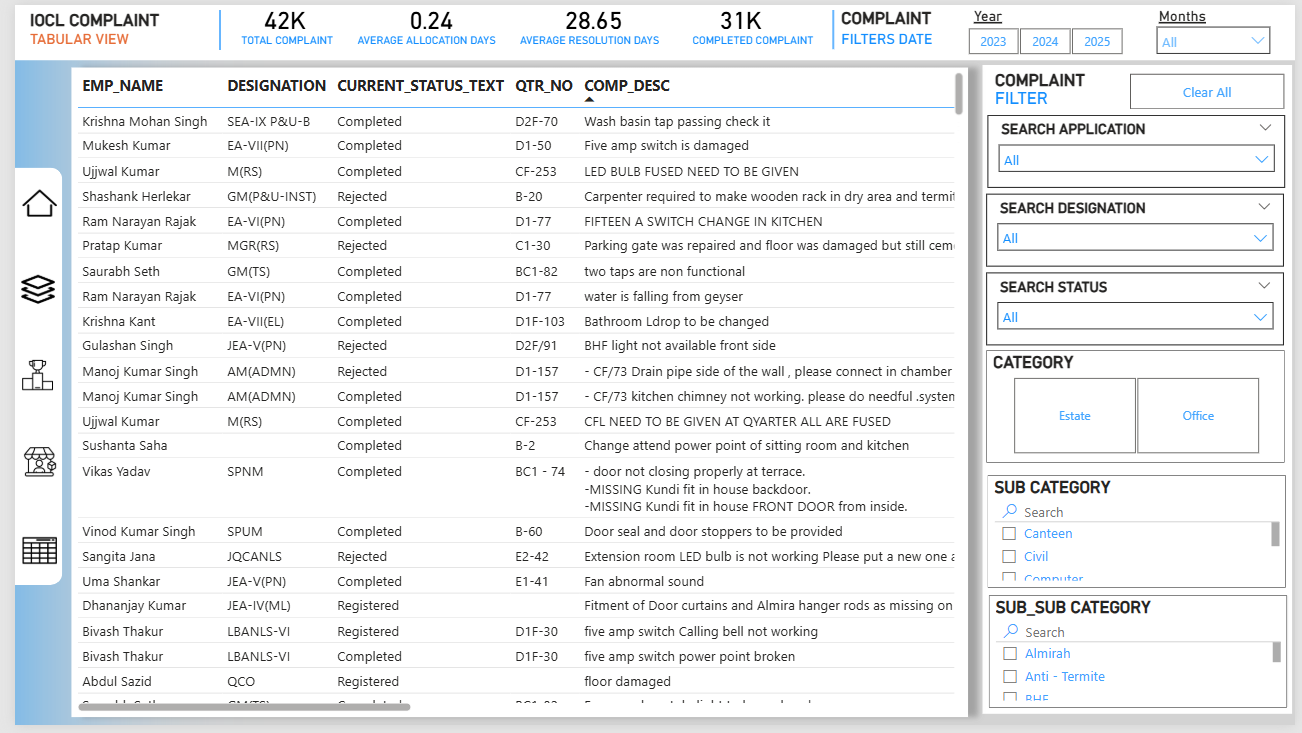 IOCL COMPLAINT
TABULAR VIEW
42K
TOTAL COMPLAINT
0.24
AVERAGE ALLOCATION DAYS
28.65
AVERAGE RESOLUTION DAYS
31K
COMPLETED COMPLAINT
COMPLAINT
FILTERS DATE
Year
2023 2024 2025
Months
All
EMP_NAME DESIGNATION CURRENT_STATUS_TEXT QTR_NO COMP_DESC
Krishna Mohan Singh SEA-IX P&U-B Completed D2F-70 Wash basin tap passing check it
Mukesh Kumar EA-VII(PN) Completed D1-50 Five amp switch is damaged
Ujjwal Kumar M(RS) Completed CF-253 LED BULB FUSED NEED TO BE GIVEN
Shashank Herlekar GM(P&U-INST) Rejected B-20 Carpenter required to make wooden rack in dry area and termit
Ram Narayan Rajak EA-VI(PN) Completed D1-77 FIFTEEN A SWITCH CHANGE IN KITCHEN
Pratap Kumar MGR(RS) Rejected C1-30 Parking gate was repaired and floor was damaged but still cem
Saurabh Seth GM(TS) Completed BC1-82 two taps are non functional
Ram Narayan Rajak EA-VI(PN) Completed D1-77 water is falling from geyser
Krishna Kant EA-VII(EL) Completed D1F-103 Bathroom Ldrop to be changed
Gulashan Singh JEA-V(PN) Rejected D2F/91 BHF light not available front side
Manoj Kumar Singh AM(ADMN) Rejected D1-157 - CF/73 Drain pipe side of the wall , please connect in chamber
Manoj Kumar Singh AM(ADMN) Completed D1-157 - CF/73 kitchen chimney not working. please do needful .system
Ujjwal Kumar M(RS) Completed CF-253 CFL NEED TO BE GIVEN AT QYARTER ALL ARE FUSED
Sushanta Saha Completed B-2 Change attend power point of sitting room and kitchen
Vikas Yadav SPNM Completed BC1 - 74 - door not closing properly at terrace.
-MISSING Kundi fit in house backdoor.
-MISSING Kundi fit in house FRONT DOOR from inside.
Vinod Kumar Singh SPUM Completed B-60 Door seal and door stoppers to be provided
Sangita Jana JQCANLS Rejected E2-42 Extension room LED bulb is not working Please put a new one a
Uma Shankar JEA-V(PN) Completed E1-41 Fan abnormal sound
Dhananjay Kumar JEA-IV(ML) Registered Fitment of Door curtains and Almira hanger rods as missing on
Bivash Thakur LBANLS-VI Registered D1F-30 five amp switch Calling bell not working
Bivash Thakur LBANLS-VI Completed D1F-30 five amp switch power point broken
Abdul Sazid QCO Registered floor damaged
COMPLAINT
FILTER
Clear All
SEARCH APPLICATION
All
SEARCH DESIGNATION
All
SEARCH STATUS
All
CATEGORY
Estate Office
SUB CATEGORY
Search
Canteen
Civil
Computer
SUB_SUB CATEGORY
Search
Almirah
Anti - Termite
BHF